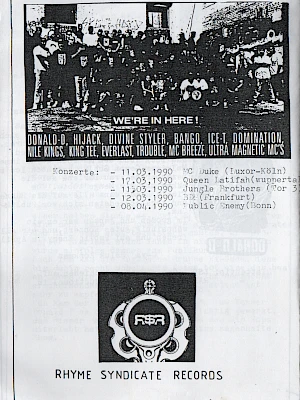 WE'RE IN HERE!
DONALD-D, HIJACK, DIVINE STYLER, BANGO, ICE-T, DOMINATION,
NILE KINGS, KING TEE, EVERLAST, TROUBLE, MC BREEZE, ULTRA MAGNETIC MC'S
Konzerte: - 11.03.1990 MC Duke (Luxor-Köln)
- 17.03.1990 Queen Latifah(wupperta
- 11.03.1990 Jungle Brothers (Tor 3
- 12.03.1990 (Frankfurt)
- 08.04.1990 Public Enemy(Bonn)
R$R
RHYME SYNDICATE RECORDS